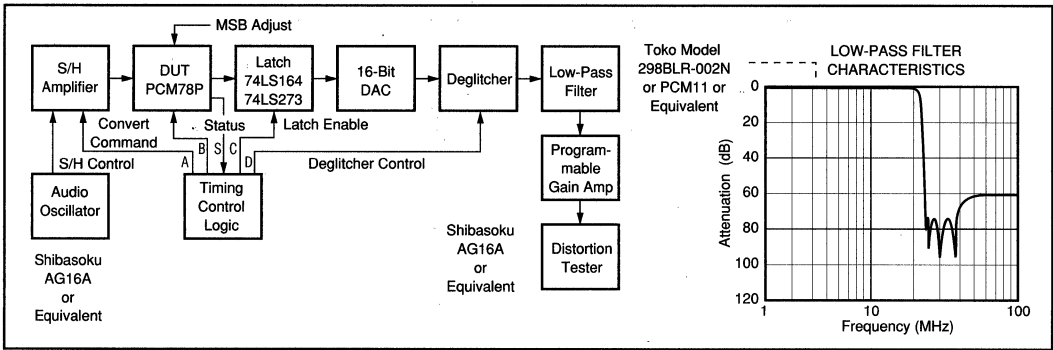 MSB Adjust
S/H
Amplifier
DUT
PCM78P
Latch
74LS164
74LS273
16-Bit
DAC
Deglitcher
Low-Pass
Filter
Toko Model
298BLR-002N
or PCM11 or
Equivalent
Convert
Command
Status
Latch Enable
S/H Control
A
B
S
C
D
Deglitcher Control
Audio
Oscillator
Timing
Control
Logic
Program-
mable
Gain Amp
Shibasoku
AG16A
or
Equivalent
Shibasoku
AG16A
or
Equivalent
Distortion
Tester
LOW-PASS FILTER
CHARACTERISTICS
0
20
40
60
80
100
120
Attenuation (dB)
1
10
100
Frequency (MHz)